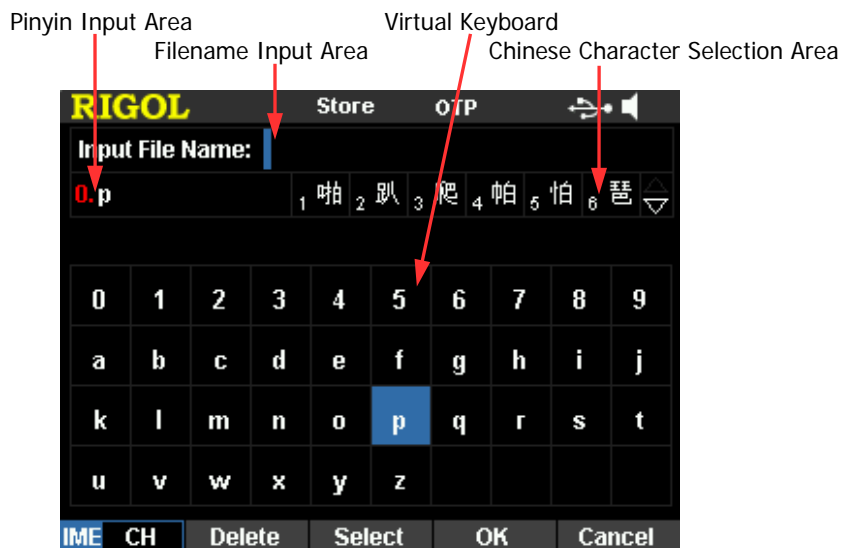 Pinyin Input Area Virtual Keyboard
Filename Input Area Chinese Character Selection Area
RIGOL Store OTP
Input File Name:
0.p 1 啪 2 趴 3 爬 4 帕 5 怕 6 琶
0 1 2 3 4 5 6 7 8 9
a b c d e f g h i j
k l m n o p q r s t
u v w x y z
IME CH Delete Select OK Cancel